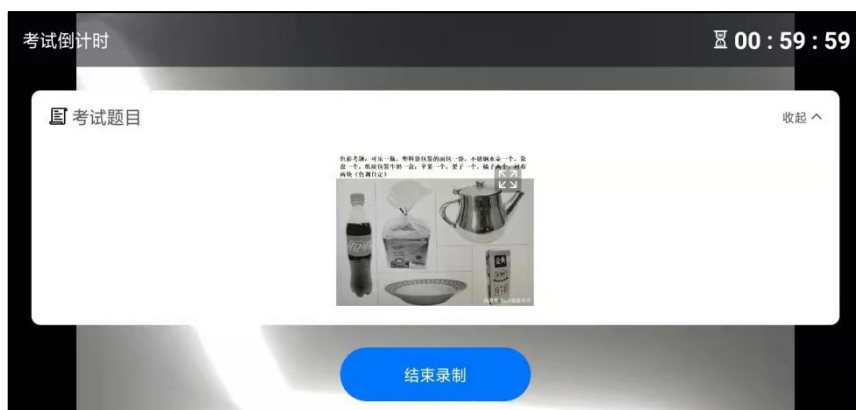 考试倒计时
00 : 59 : 59
考试题目
收起
色彩考题:可乐一瓶,塑料袋包装的面包一袋,不锈钢水壶一个,盘
盒一个,纸质包装牛奶一盒;苹果一个,梨子一个,橘子两个,衬布
两块(色调自定)
结束录制